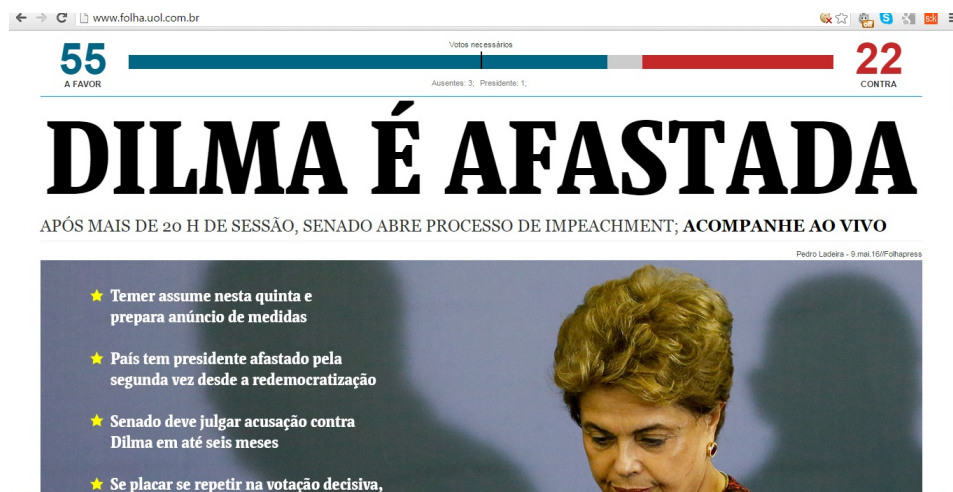 www.folha.uol.com.br
off
S
s:k
55
A FAVOR
Votos necessários
Ausentes: 3; Presidente: 1;
22
CONTRA
DILMA É AFASTADA
APÓS MAIS DE 20 H DE SESSÃO, SENADO ABRE PROCESSO DE IMPEACHMENT; ACOMPANHE AO VIVO
Pedro Ladeira - 9.mai.16//Folhapress
Temer assume nesta quinta e
prepara anúncio de medidas
País tem presidente afastado pela
segunda vez desde a redemocratização
Senado deve julgar acusação contra
Dilma em até seis meses
Se placar se repetir na votação decisiva,